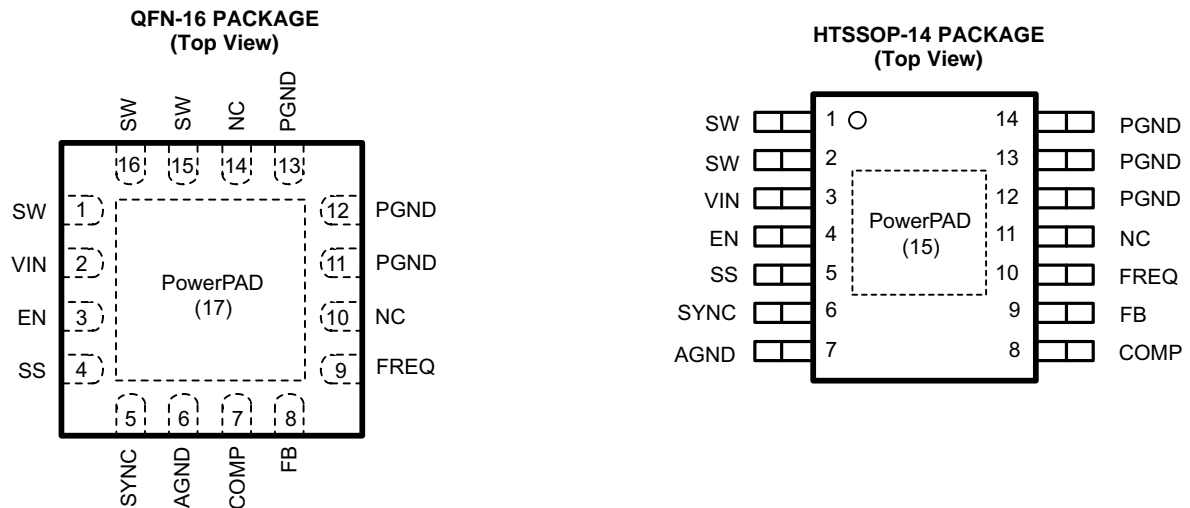 QFN-16 PACKAGE
(Top View)
SW
SW
NC
PGND
16
15
14
13
SW 1
12 PGND
VIN 2
11 PGND
EN 3
10 NC
SS 4
9 FREQ
PowerPAD
(17)
5
6
7
8
SYNC
AGND
COMP
FB
HTSSOP-14 PACKAGE
(Top View)
SW 1 14 PGND
SW 2 13 PGND
VIN 3 12 PGND
EN 4 11 NC
SS 5 10 FREQ
SYNC 6 9 FB
AGND 7 8 COMP
PowerPAD
(15)